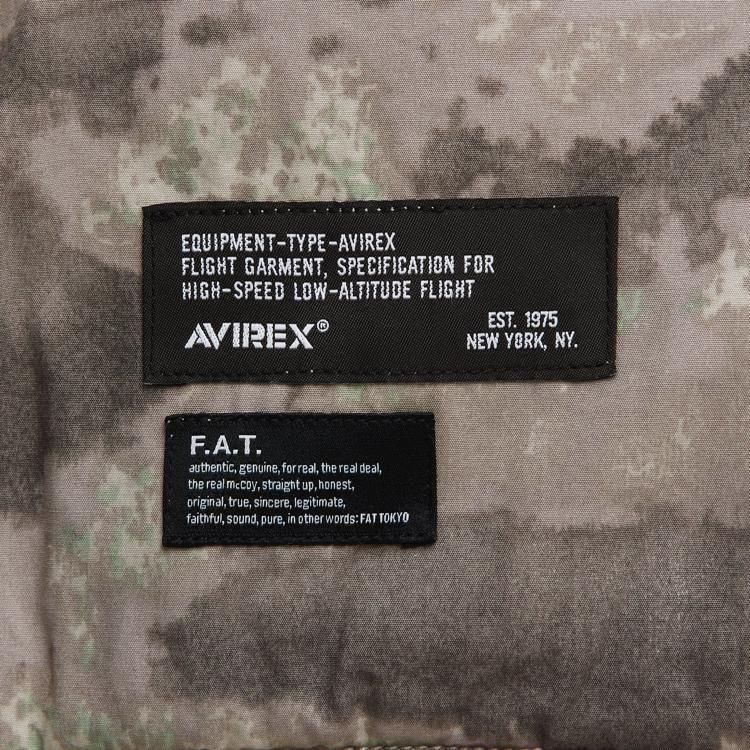 EQUIPMENT-TYPE-AVIREX
FLIGHT GARMENT, SPECIFICATION FOR
HIGH-SPEED LOW-ALTITUDE FLIGHT
AVIREX®
EST. 1975
NEW YORK, NY.
F.A.T.
authentic, genuine, for real, the real deal,
the real mccoy, straight up, honest,
original, true, sincere, legitimate,
faithful, sound, pure, in other words: FAT TOKYO